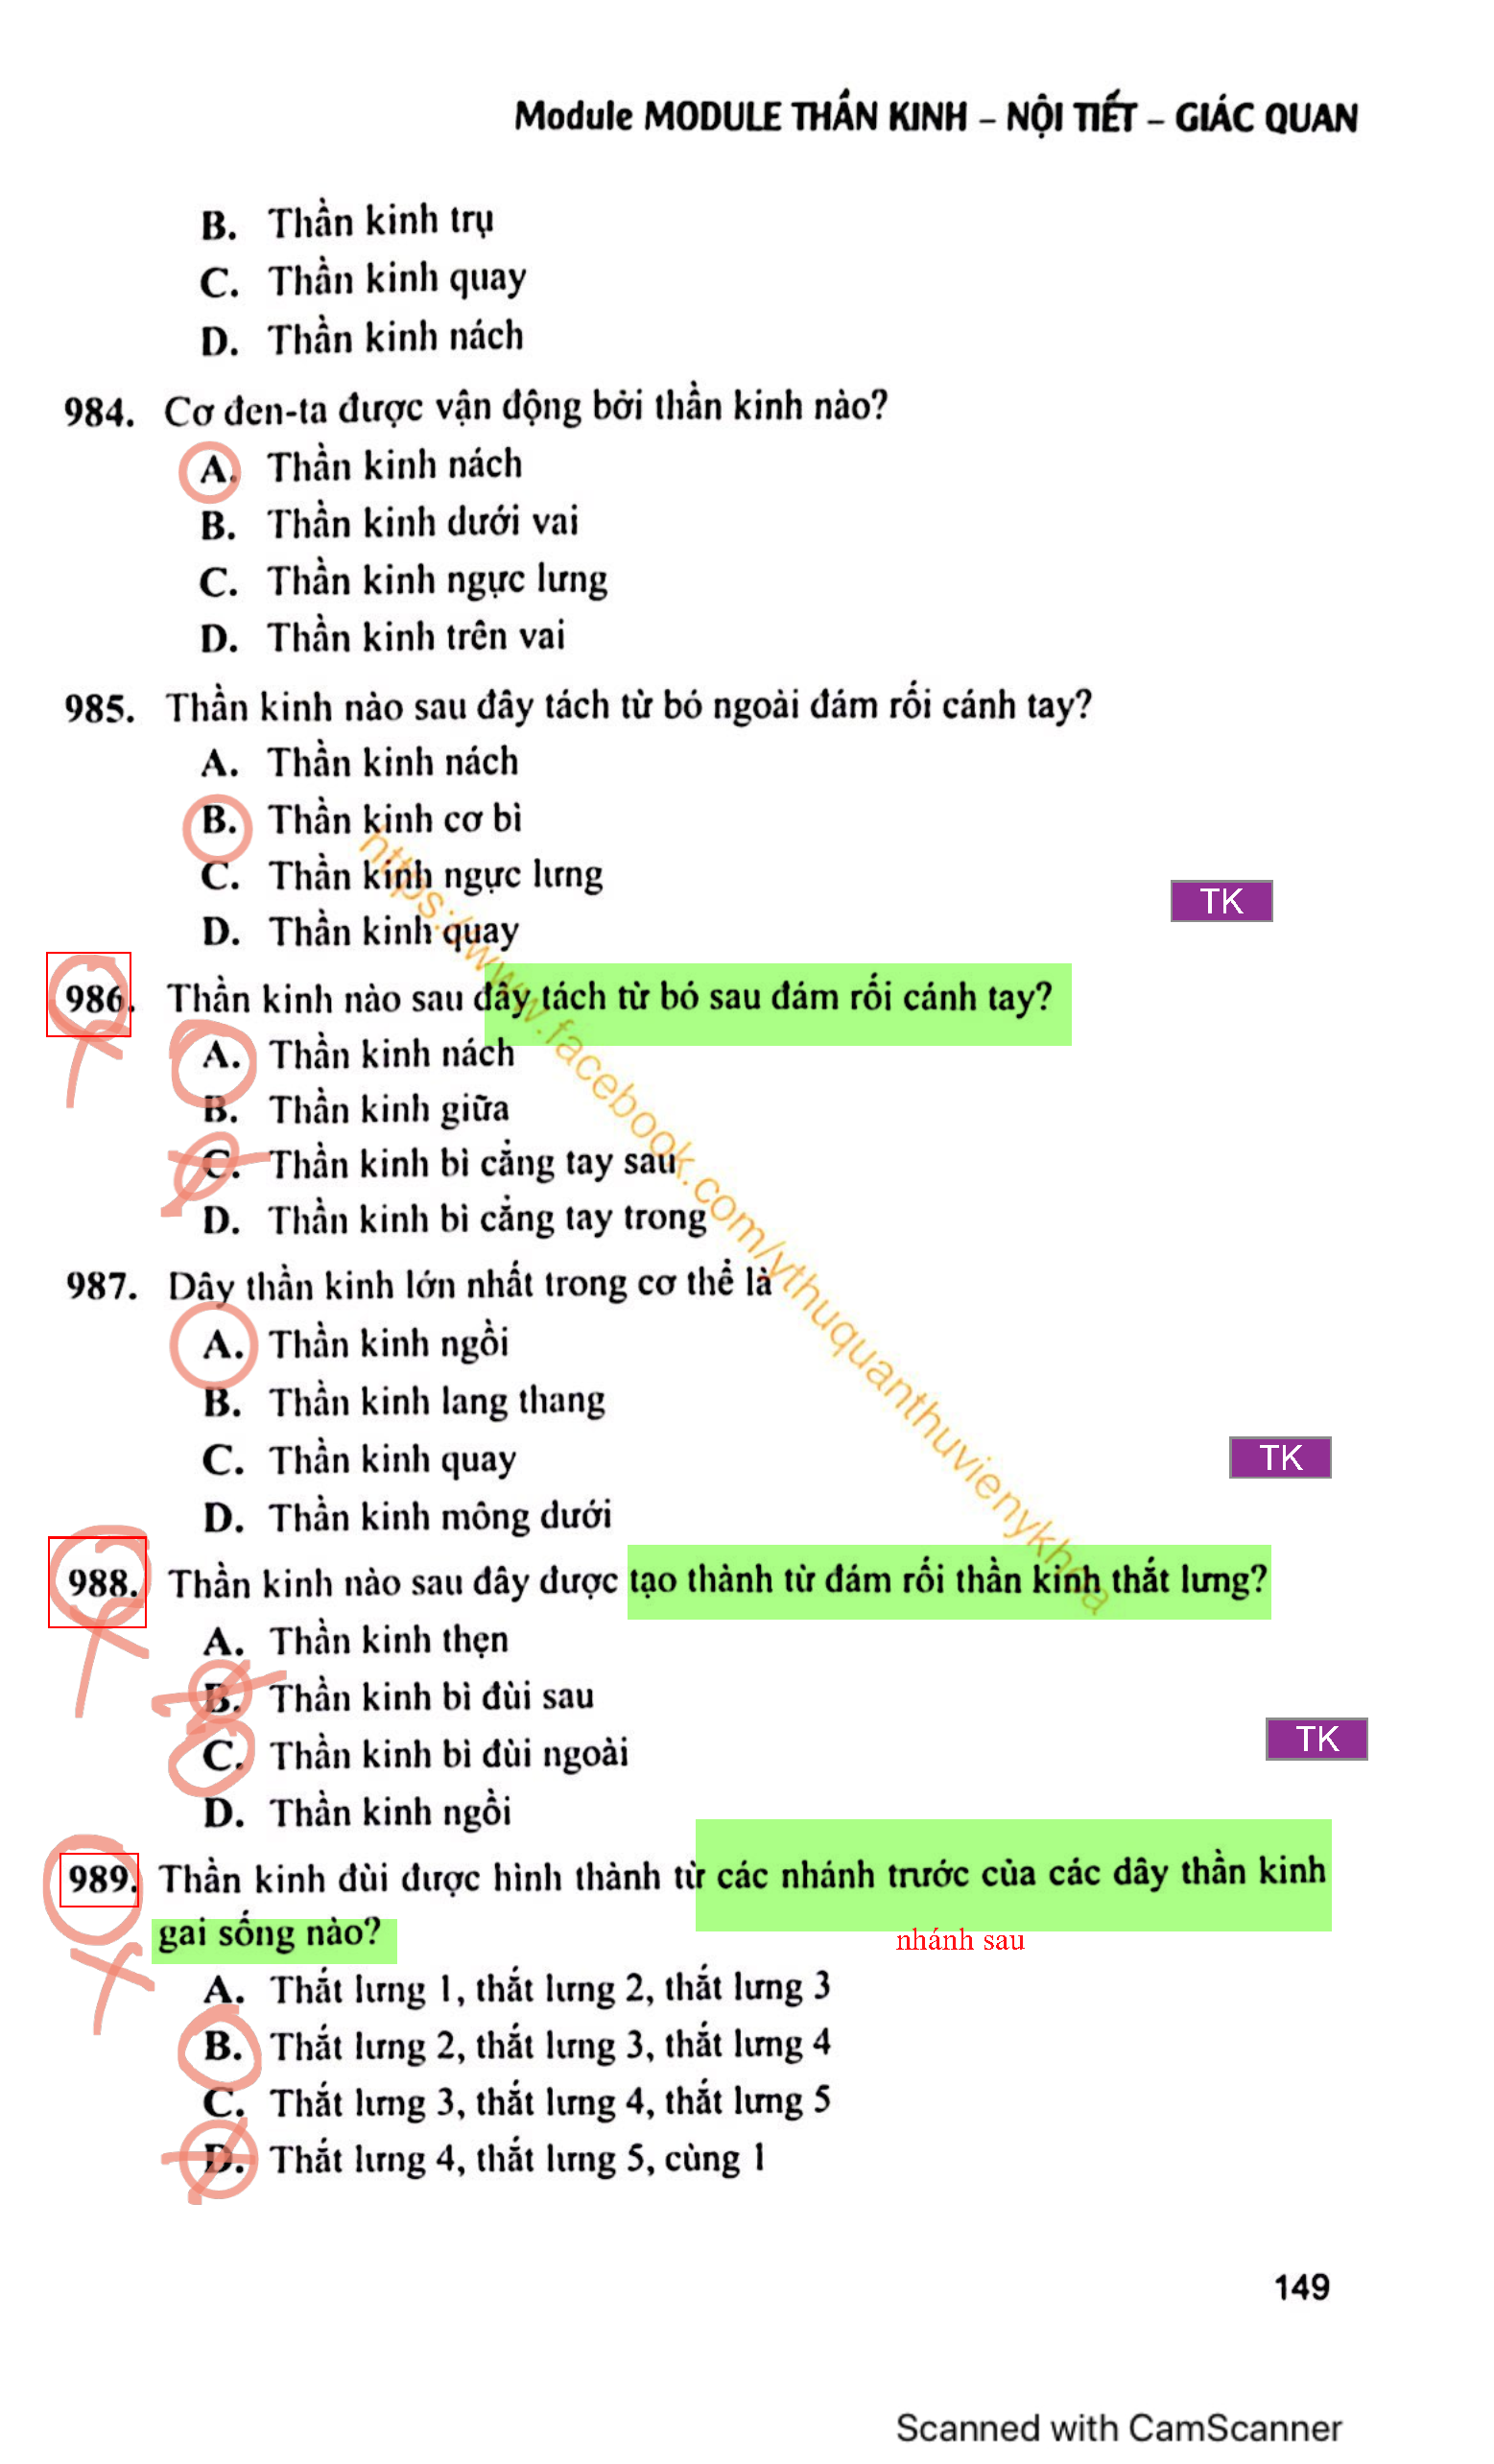 Module MODULE THẦN KINH – NỘI TIẾT – GIÁC QUAN
B. Thần kinh trụ
C. Thần kinh quay
D. Thần kinh nách
984. Cơ đen-ta được vận động bởi thần kinh nào?
A. Thần kinh nách
B. Thần kinh dưới vai
C. Thần kinh ngực lưng
D. Thần kinh trên vai
985. Thần kinh nào sau đây tách từ bó ngoài đám rối cánh tay?
A. Thần kinh nách
B. Thần kinh cơ bì
C. Thần kinh ngực lưng
TK
D. Thần kinh quay
986. Thần kinh nào sau đây tách từ bó sau đám rối cánh tay?
A. Thần kinh nách
B. Thần kinh giữa
C. Thần kinh bì cẳng tay sau
D. Thần kinh bì cẳng tay trong
https://www.facebook.com/ythuquanthuvienykhoa
987. Dây thần kinh lớn nhất trong cơ thể là
A. Thần kinh ngồi
B. Thần kinh lang thang
C. Thần kinh quay
TK
D. Thần kinh mông dưới
988. Thần kinh nào sau đây được tạo thành từ đám rối thần kinh thắt lưng?
A. Thần kinh thẹn
B. Thần kinh bì đùi sau
C. Thần kinh bì đùi ngoài
TK
D. Thần kinh ngồi
989. Thần kinh đùi được hình thành từ các nhánh trước của các dây thần kinh
gai sống nào?
nhánh sau
A. Thắt lưng 1, thắt lưng 2, thắt lưng 3
B. Thắt lưng 2, thắt lưng 3, thắt lưng 4
C. Thắt lưng 3, thắt lưng 4, thắt lưng 5
D. Thắt lưng 4, thắt lưng 5, cùng 1
149
Scanned with CamScanner